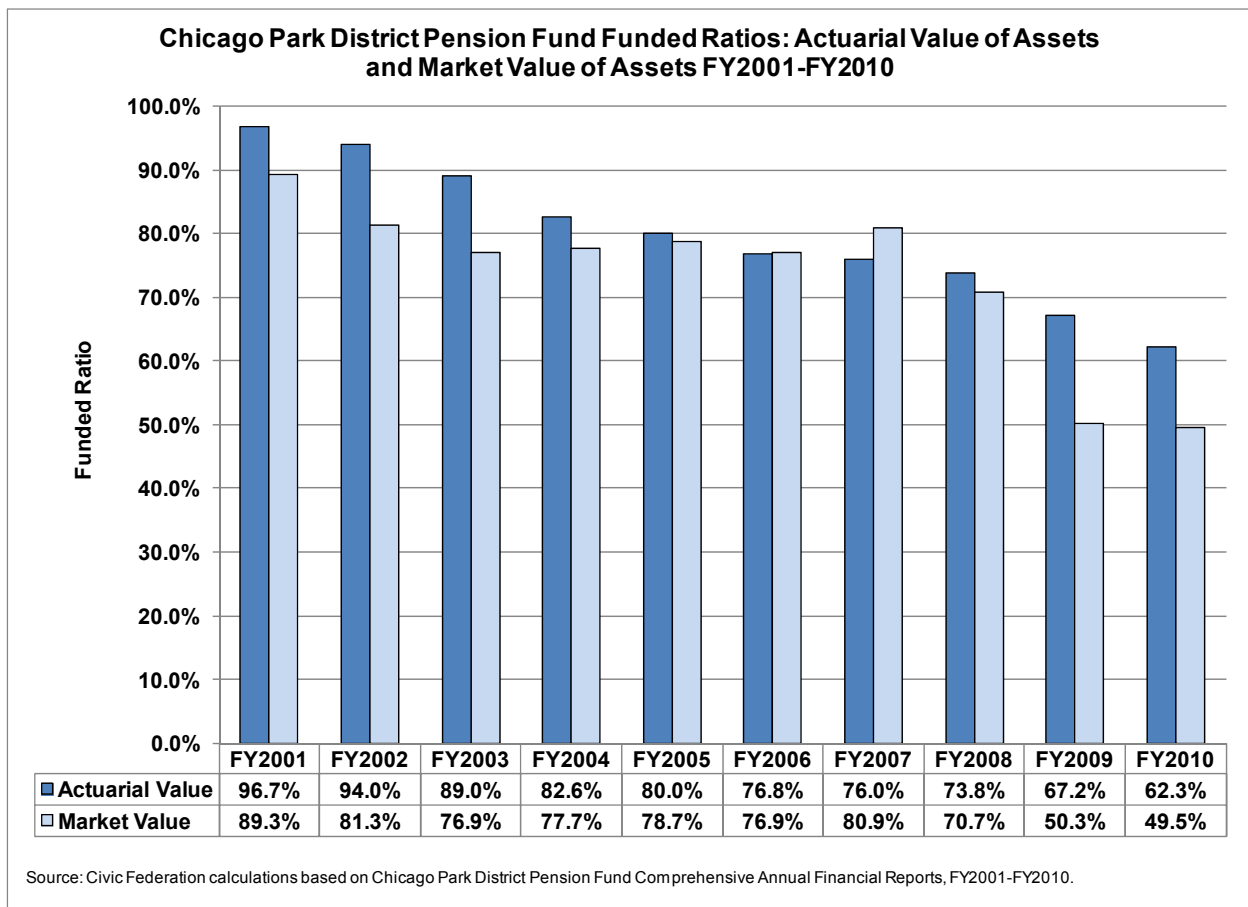 Chicago Park District Pension Fund Funded Ratios: Actuarial Value of Assets
and Market Value of Assets FY2001-FY2010
100.0%
90.0%
80.0%
70.0%
60.0%
50.0%
40.0%
30.0%
20.0%
10.0%
0.0%
Funded Ratio
FY2001 FY2002 FY2003 FY2004 FY2005 FY2006 FY2007 FY2008 FY2009 FY2010
Actuarial Value 96.7% 94.0% 89.0% 82.6% 80.0% 76.8% 76.0% 73.8% 67.2% 62.3%
Market Value 89.3% 81.3% 76.9% 77.7% 78.7% 76.9% 80.9% 70.7% 50.3% 49.5%
Source: Civic Federation calculations based on Chicago Park District Pension Fund Comprehensive Annual Financial Reports, FY2001-FY2010.